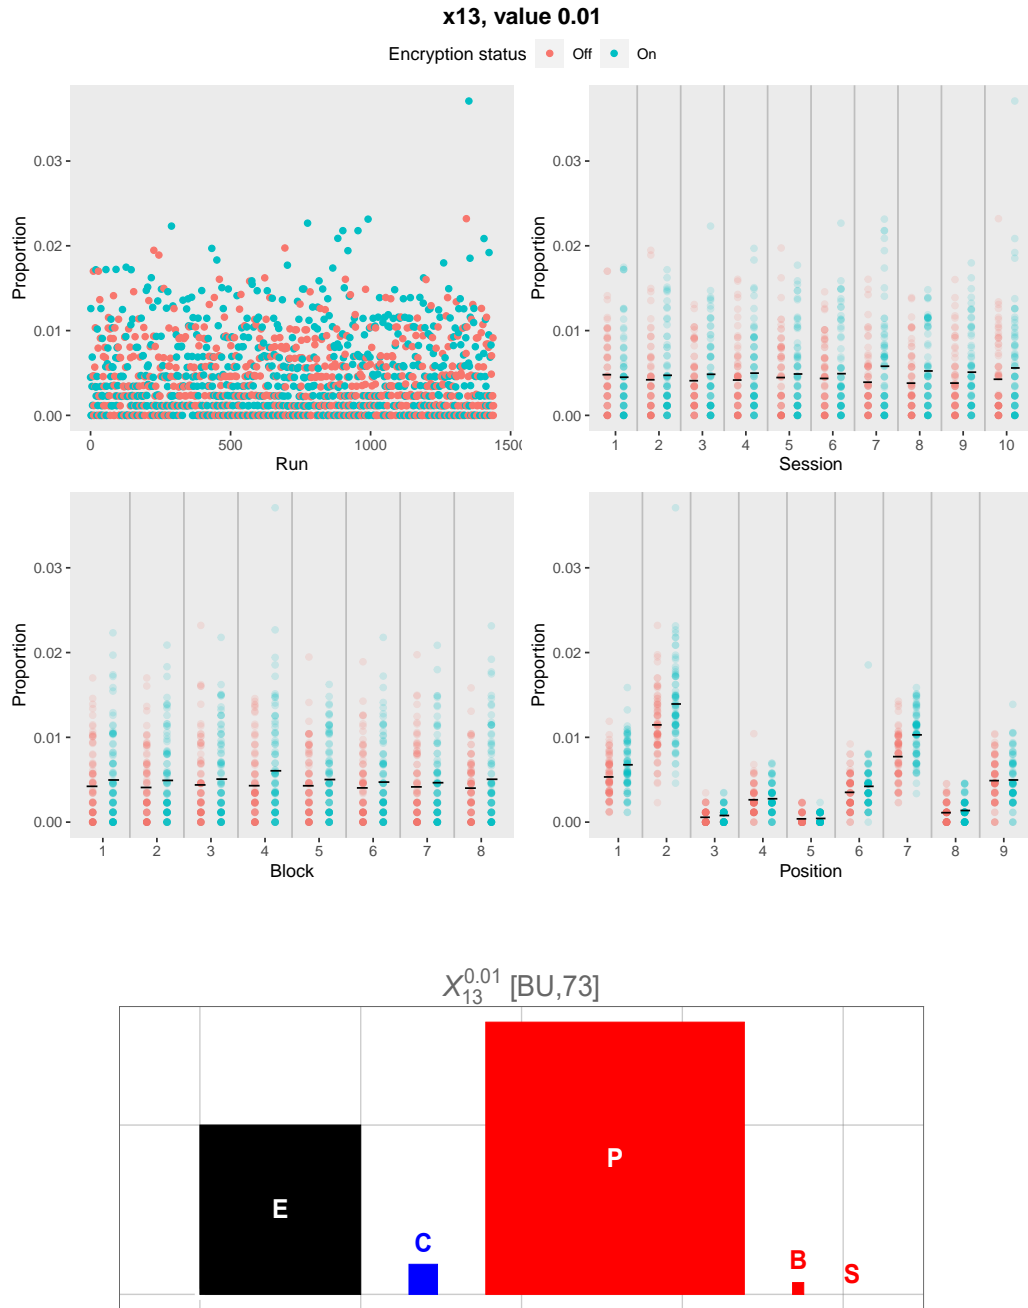 x13, value 0.01
Encryption status Off On
Proportion
0.03
0.02
0.01
0.00
0 500 1000 1500
Run
Proportion
0.03
0.02
0.01
0.00
1 2 3 4 5 6 7 8 9 10
Session
Proportion
0.03
0.02
0.01
0.00
1 2 3 4 5 6 7 8
Block
Proportion
0.03
0.02
0.01
0.00
1 2 3 4 5 6 7 8 9
Position
X₁₃^0.01 [BU,73]
P
E
C
B
S